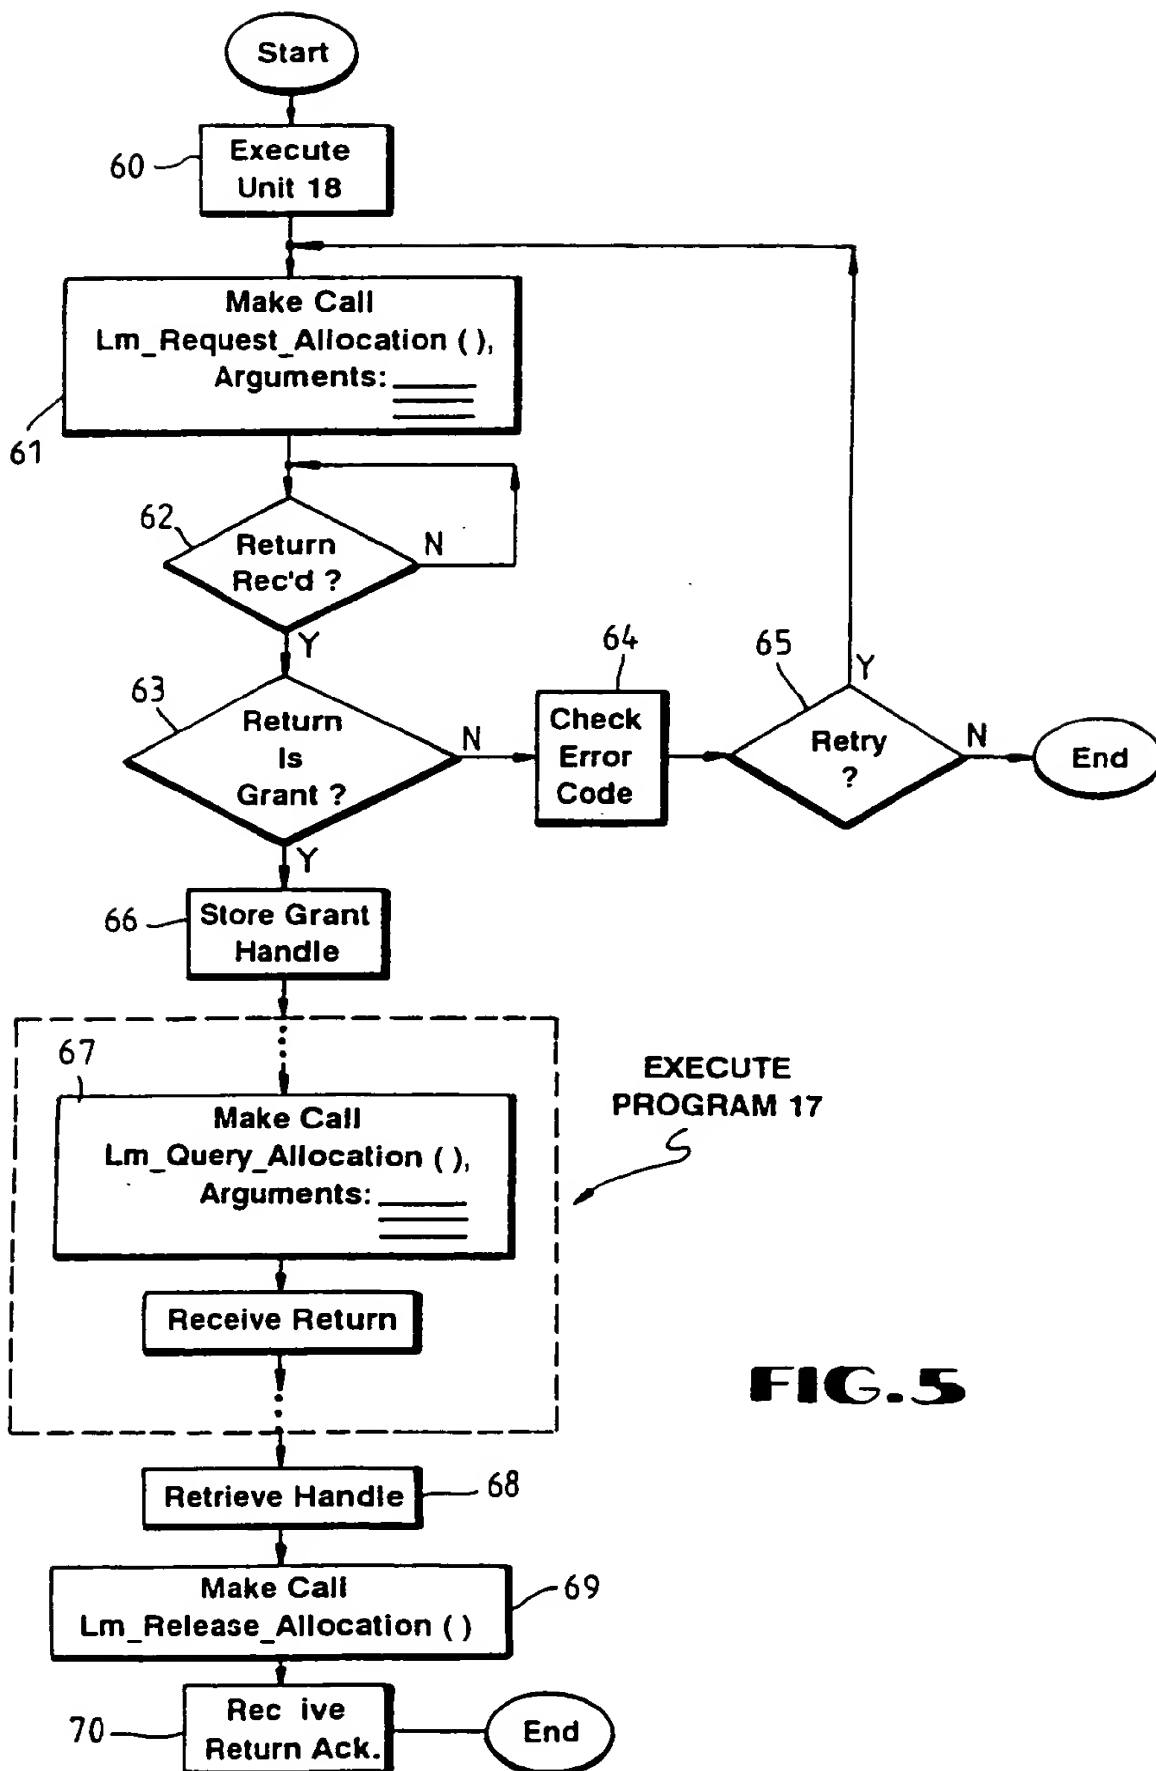 Start
60
Execute
Unit 18
Make Call
Lm_Request_Allocation ( ),
Arguments:
61
62
Return
Rec'd ?
N
Y
63
Return
Is
Grant ?
N
64
Check
Error
Code
65
Retry
?
Y
N
End
Y
66
Store Grant
Handle
67
Make Call
Lm_Query_Allocation ( ),
Arguments:
EXECUTE
PROGRAM 17
Receive Return
FIG.5
Retrieve Handle
68
Make Call
Lm_Release_Allocation ( )
69
70
Rec ive
Return Ack.
End